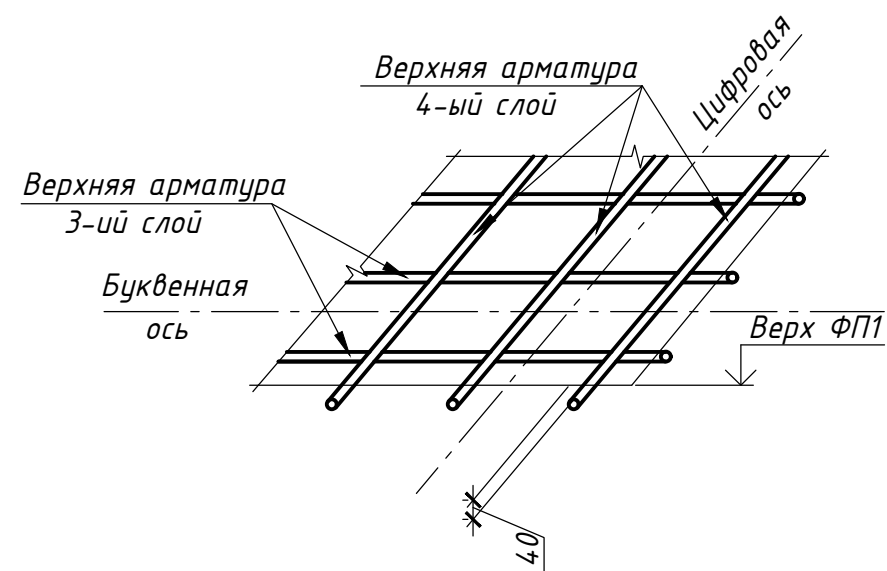 Верхняя арматура
4-ый слой
Цифровая
ось
Верхняя арматура
3-ий слой
Буквенная
ось
Верх ФП1
40